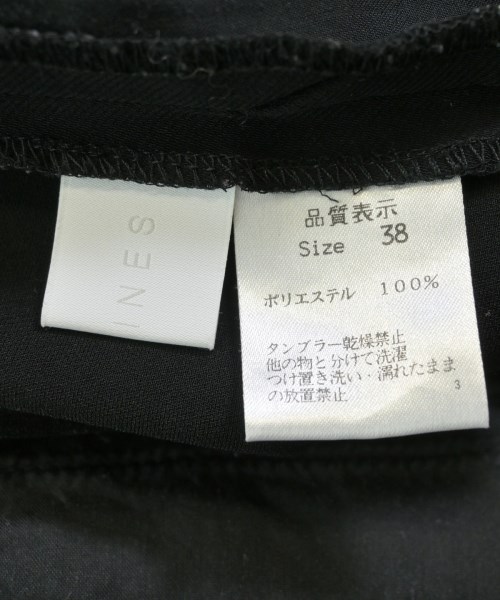 INES
品質表示
Size 38
ポリエステル 100%
タンブラー乾燥禁止
他の物と分けて洗濯
つけ置き洗い・濡れたまま
の放置禁止
3